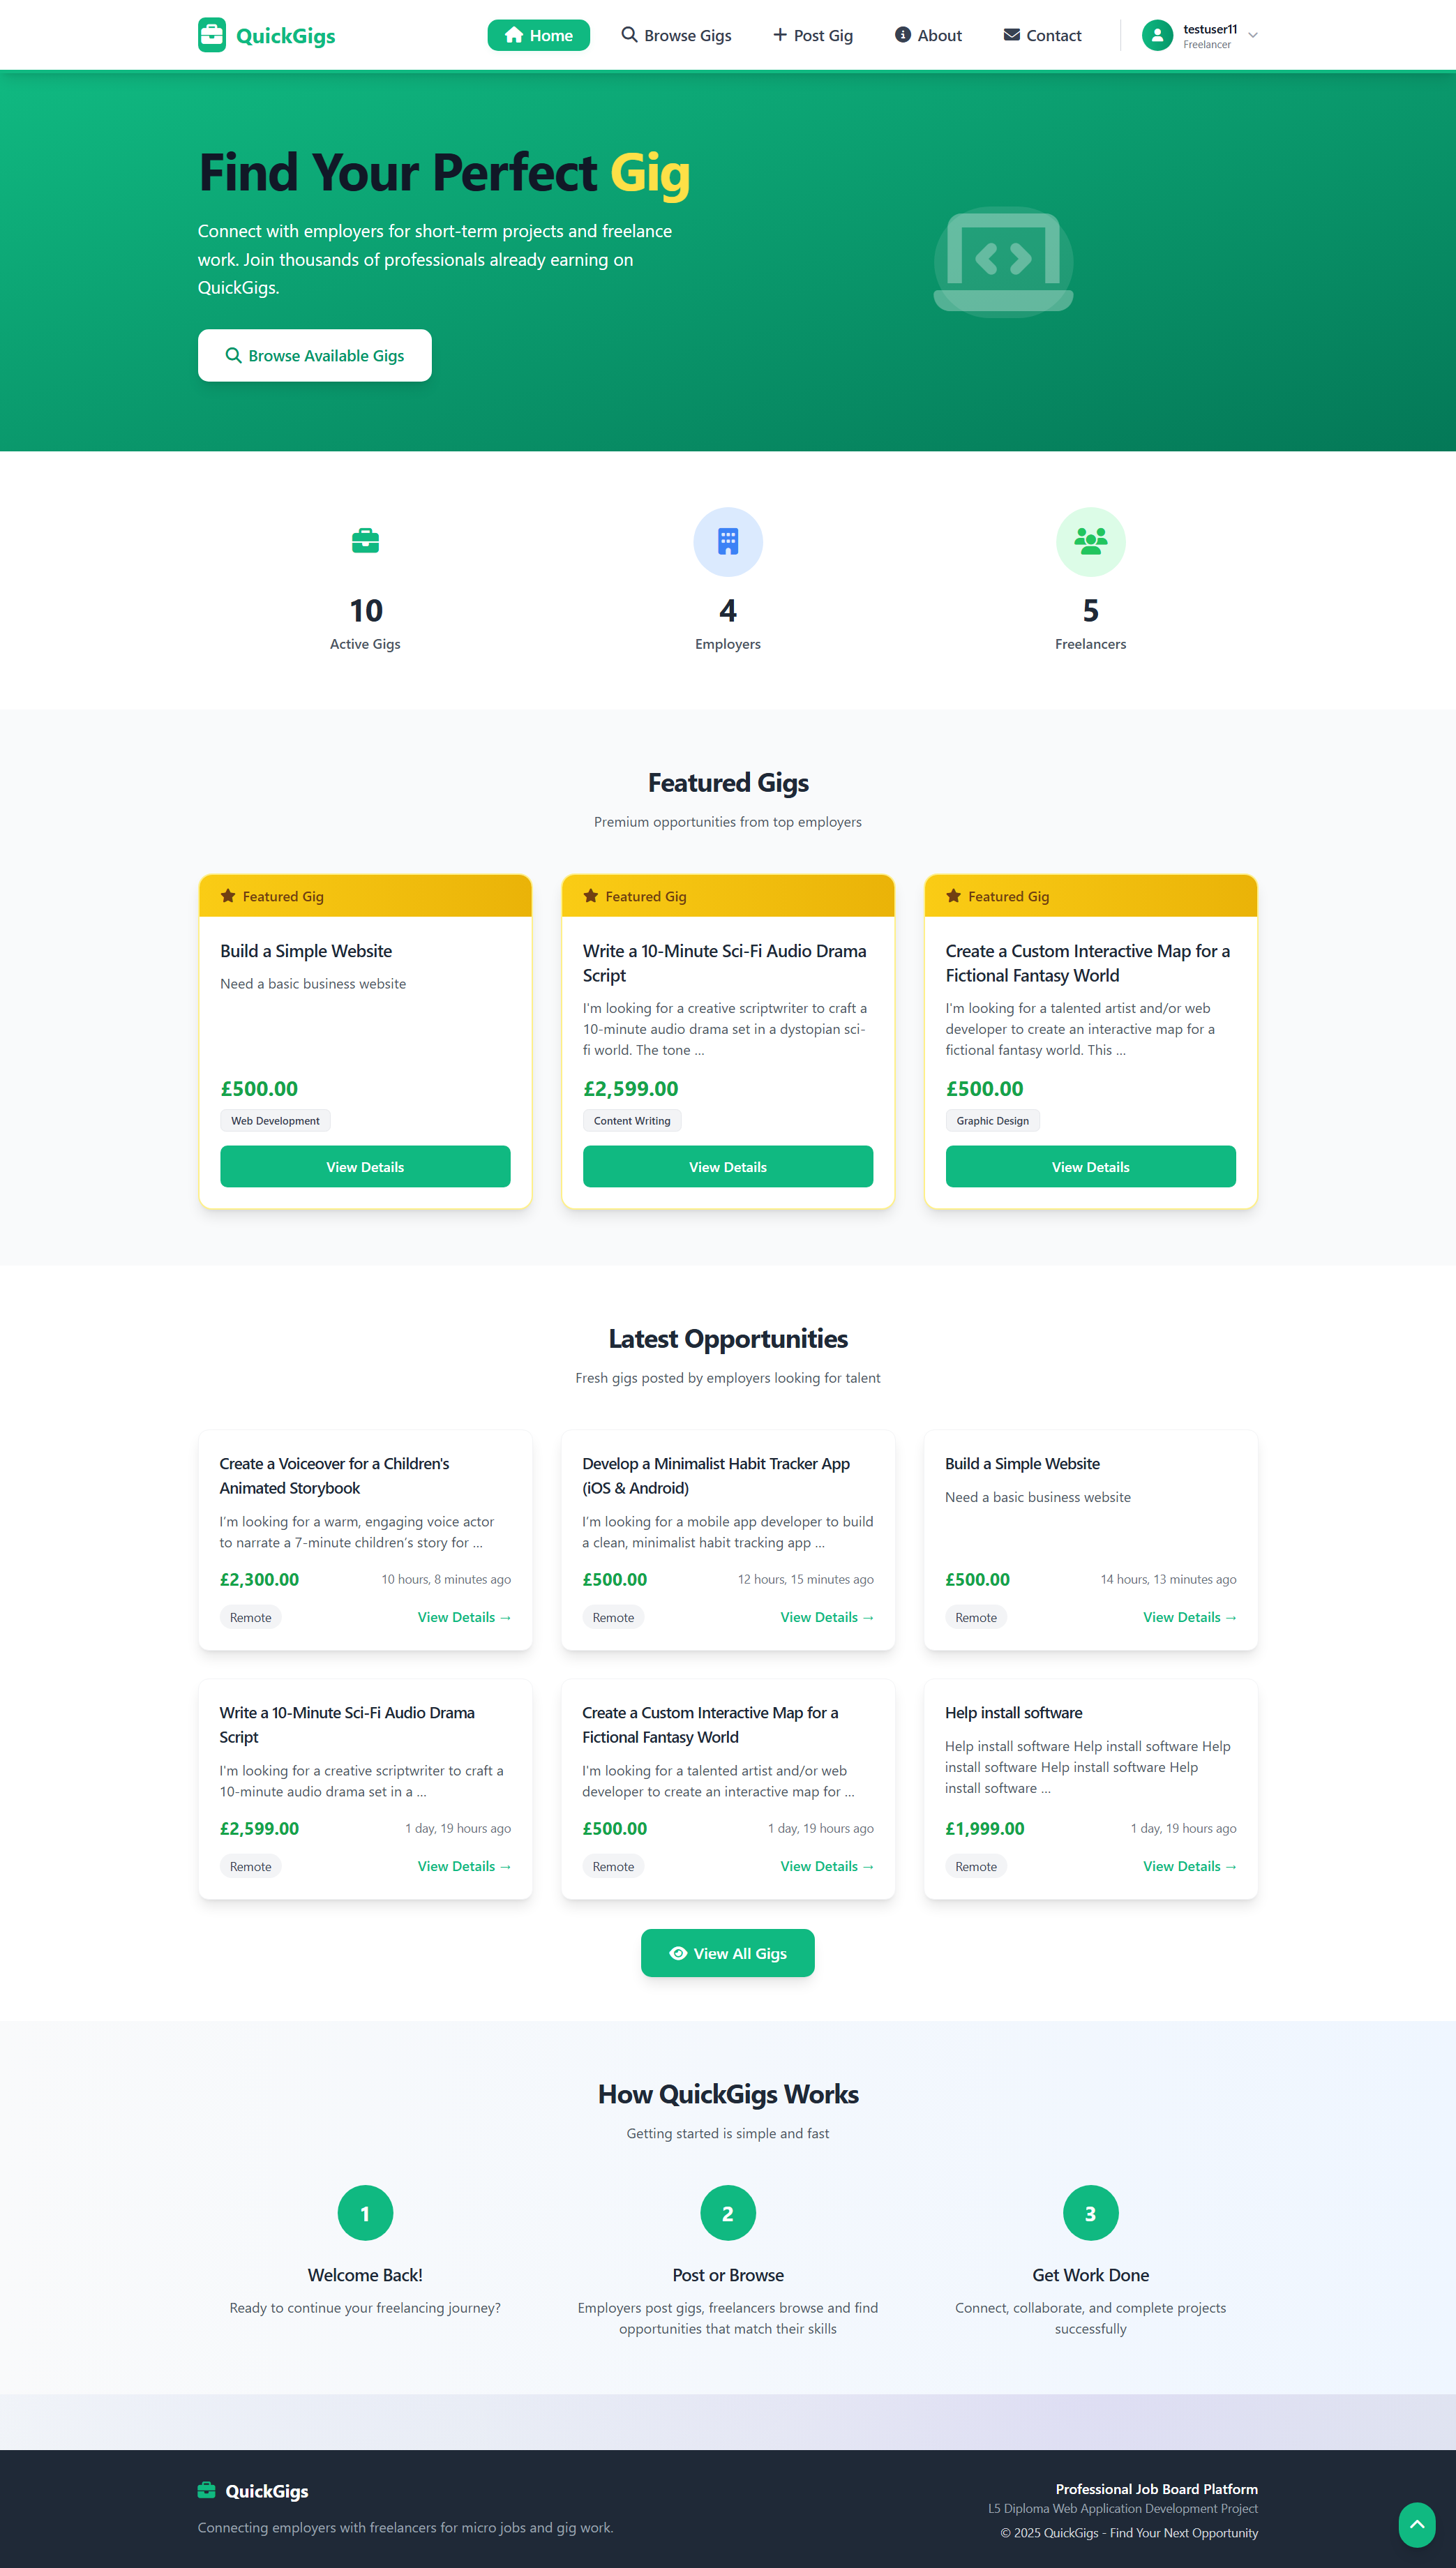 QuickGigs
Home
Browse Gigs
Post Gig
About
Contact
testuser11
Freelancer
Find Your Perfect Gig
Connect with employers for short-term projects and freelance
work. Join thousands of professionals already earning on
QuickGigs.
Browse Available Gigs
10
Active Gigs
4
Employers
5
Freelancers
Featured Gigs
Premium opportunities from top employers
Featured Gig
Build a Simple Website
Need a basic business website
£500.00
Web Development
View Details
Featured Gig
Write a 10-Minute Sci-Fi Audio Drama
Script
I'm looking for a creative scriptwriter to craft a
10-minute audio drama set in a dystopian sci-
fi world. The tone ...
£2,599.00
Content Writing
View Details
Featured Gig
Create a Custom Interactive Map for a
Fictional Fantasy World
I'm looking for a talented artist and/or web
developer to create an interactive map for a
fictional fantasy world. This ...
£500.00
Graphic Design
View Details
Latest Opportunities
Fresh gigs posted by employers looking for talent
Create a Voiceover for a Children's
Animated Storybook
I'm looking for a warm, engaging voice actor
to narrate a 7-minute children's story for ...
£2,300.00
10 hours, 8 minutes ago
Remote
View Details →
Develop a Minimalist Habit Tracker App
(iOS & Android)
I'm looking for a mobile app developer to build
a clean, minimalist habit tracking app ...
£500.00
12 hours, 15 minutes ago
Remote
View Details →
Build a Simple Website
Need a basic business website
£500.00
14 hours, 13 minutes ago
Remote
View Details →
Write a 10-Minute Sci-Fi Audio Drama
Script
I'm looking for a creative scriptwriter to craft a
10-minute audio drama set in a ...
£2,599.00
1 day, 19 hours ago
Remote
View Details →
Create a Custom Interactive Map for a
Fictional Fantasy World
I'm looking for a talented artist and/or web
developer to create an interactive map for ...
£500.00
1 day, 19 hours ago
Remote
View Details →
Help install software
Help install software Help install software Help
install software Help install software Help
install software ...
£1,999.00
1 day, 19 hours ago
Remote
View Details →
View All Gigs
How QuickGigs Works
Getting started is simple and fast
1
Welcome Back!
Ready to continue your freelancing journey?
2
Post or Browse
Employers post gigs, freelancers browse and find
opportunities that match their skills
3
Get Work Done
Connect, collaborate, and complete projects
successfully
QuickGigs
Connecting employers with freelancers for micro jobs and gig work.
Professional Job Board Platform
L5 Diploma Web Application Development Project
© 2025 QuickGigs - Find Your Next Opportunity